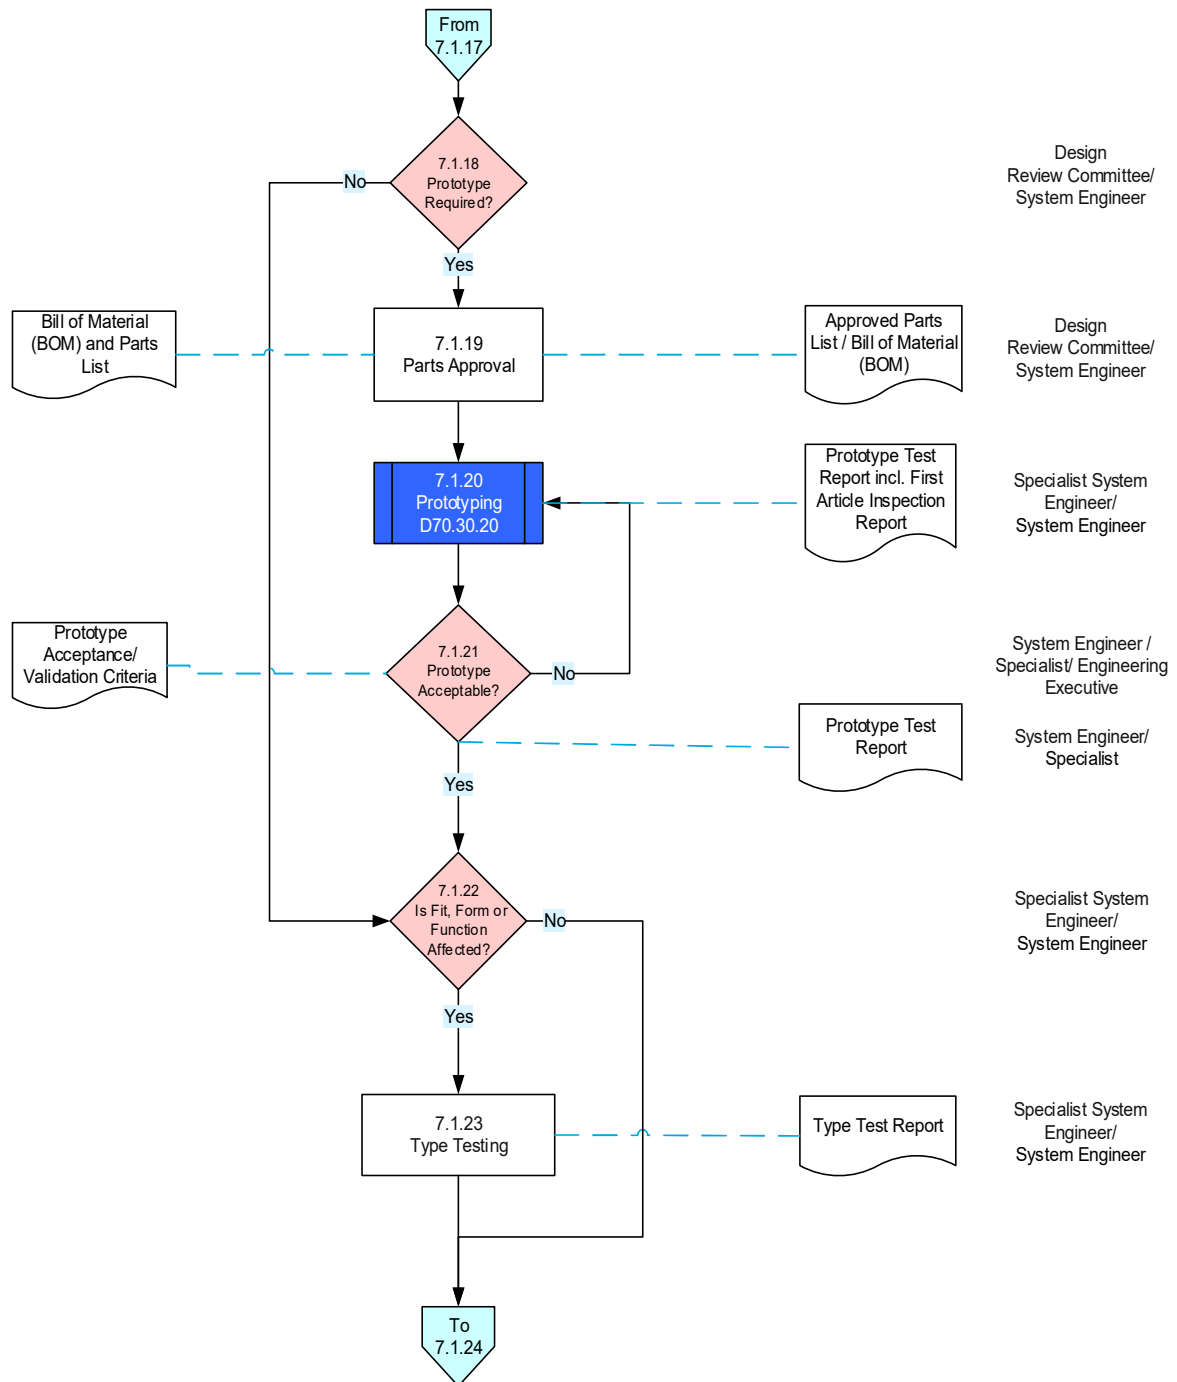 From
7.1.17
7.1.18
Prototype
Required?
No
Design
Review Committee/
System Engineer
Yes
Bill of Material
(BOM) and Parts
List
7.1.19
Parts Approval
Approved Parts
List / Bill of Material
(BOM)
Design
Review Committee/
System Engineer
7.1.20
Prototyping
D70.30.20
Prototype Test
Report incl. First
Article Inspection
Report
Specialist System
Engineer/
System Engineer
Prototype
Acceptance/
Validation Criteria
7.1.21
Prototype
Acceptable?
No
System Engineer /
Specialist/ Engineering
Executive
Prototype Test
Report
System Engineer/
Specialist
Yes
7.1.22
Is Fit, Form or
Function
Affected?
No
Specialist System
Engineer/
System Engineer
Yes
7.1.23
Type Testing
Type Test Report
Specialist System
Engineer/
System Engineer
To
7.1.24